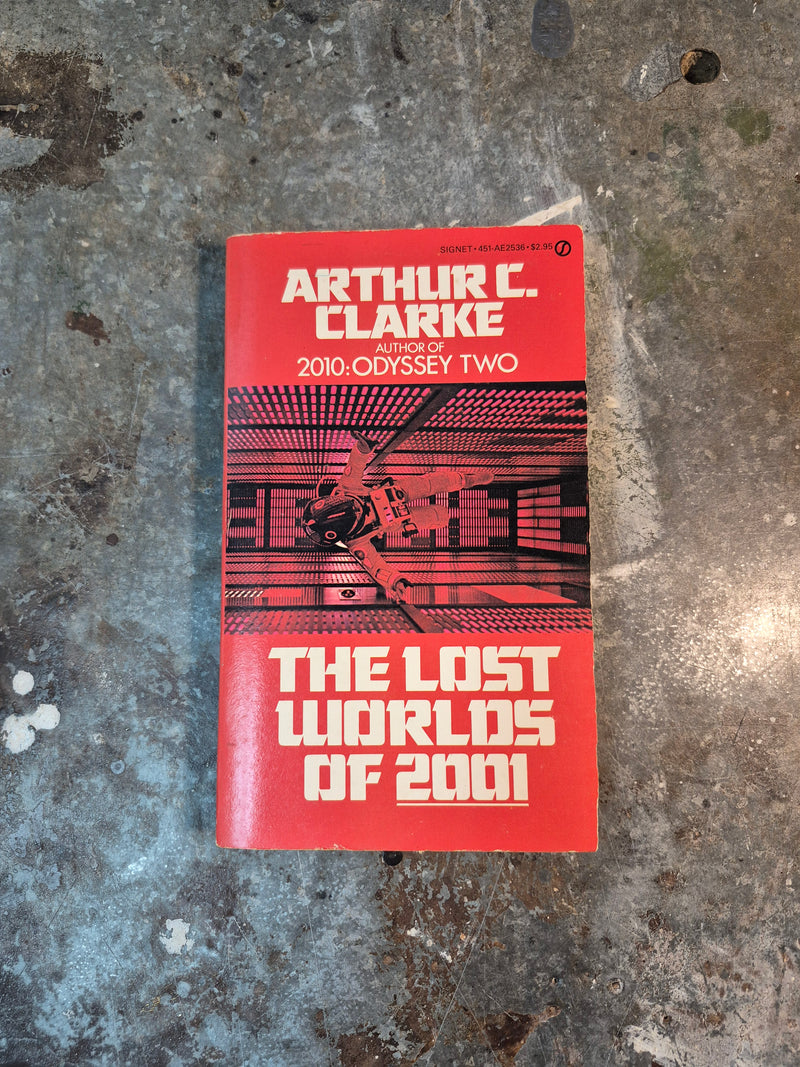 SIGNET • 451-AE2536 • $2.95
ARTHUR C.
CLARKE
AUTHOR OF
2010: ODYSSEY TWO
THE LOST
WORLDS
OF 2001